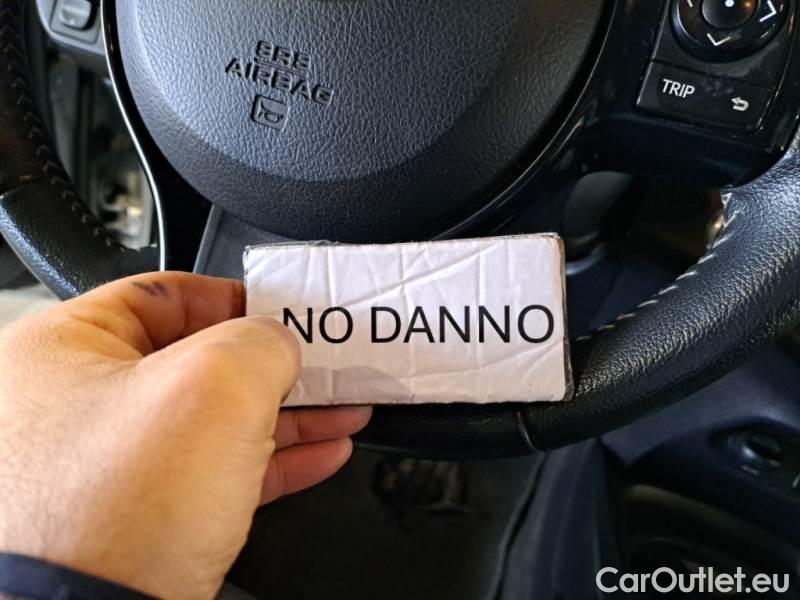 SRS
AIRBAG
TRIP
NO DANNO
CarOutlet.eu